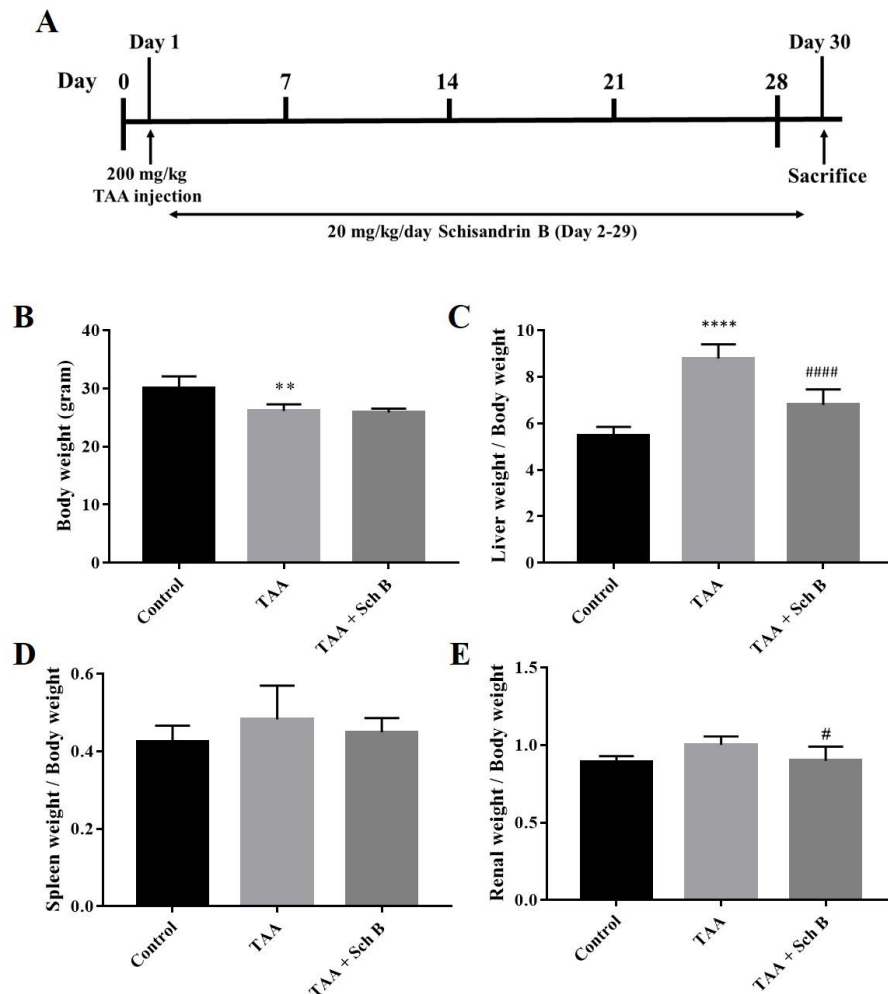 A
Day 1
Day 30
Day 0 7 14 21 28
200 mg/kg
TAA injection
Sacrifice
20 mg/kg/day Schisandrin B (Day 2-29)
B
Body weight (gram)
40
30
20
10
0
**
Control
TAA
TAA + Sch B
C
Liver weight / Body weight
10
8
6
4
2
0
****
####
Control
TAA
TAA + Sch B
D
Spleen weight / Body weight
0.6
0.4
0.2
0.0
Control
TAA
TAA + Sch B
E
Renal weight / Body weight
1.5
1.0
0.5
0.0
#
Control
TAA
TAA + Sch B